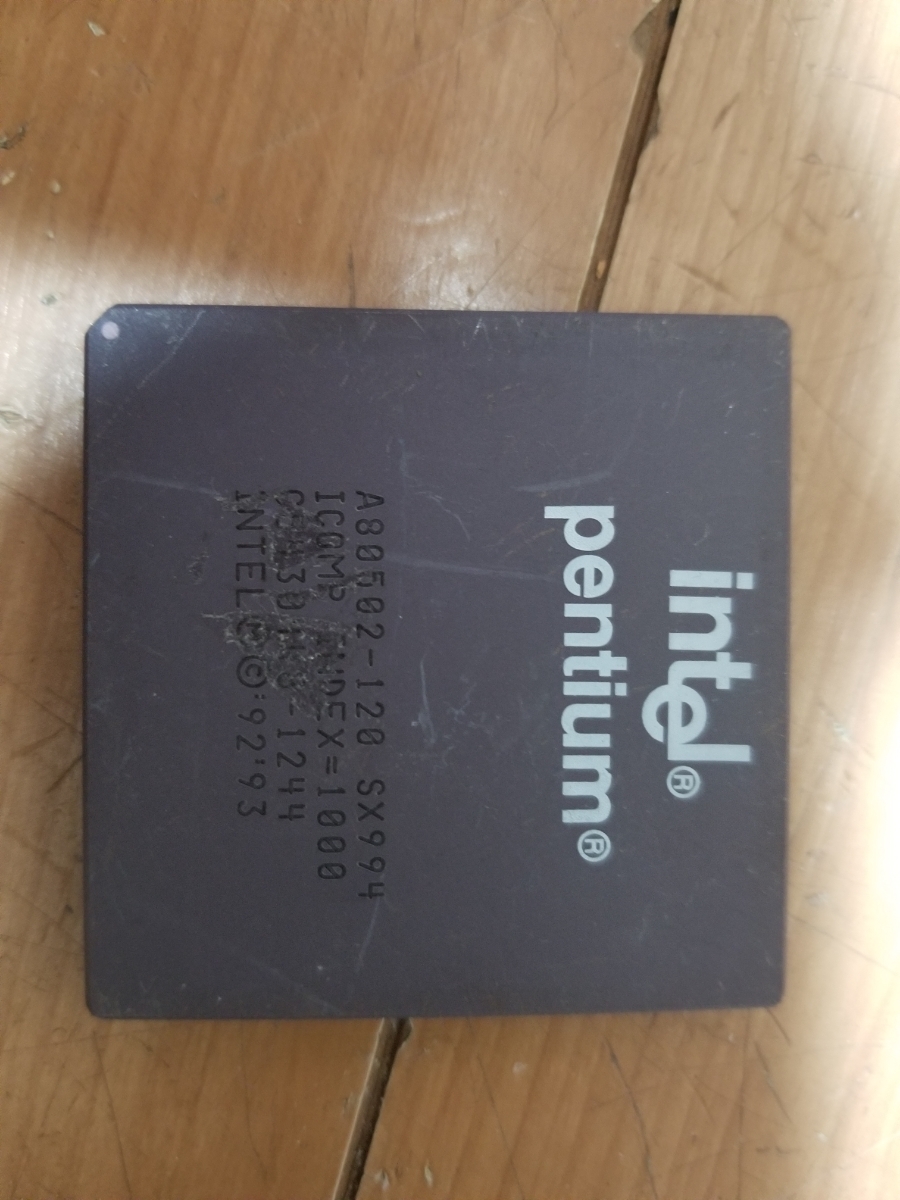 intel®
pentium®
A80502-120 SX994
ICOMP INDEX=1000
-1244
INTEL Ⓜ©'92'93